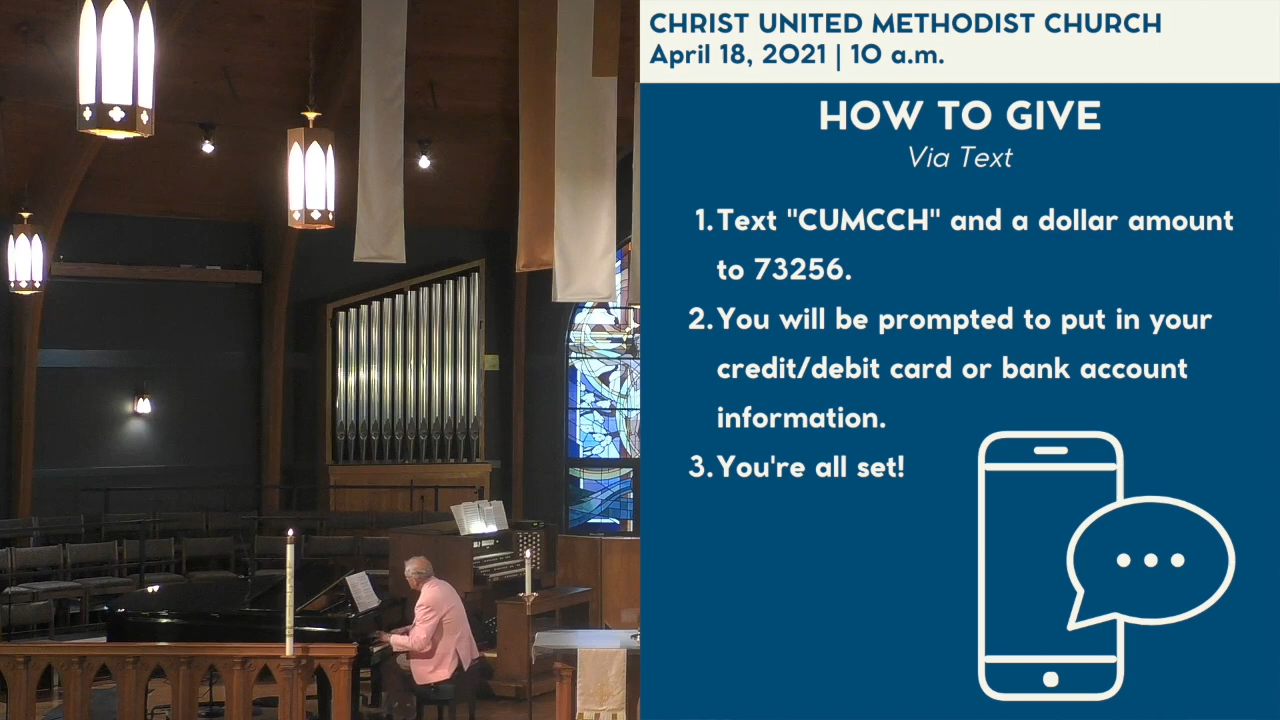 CHRIST UNITED METHODIST CHURCH
April 18, 2021 | 10 a.m.
HOW TO GIVE
Via Text
1. Text "CUMCCH" and a dollar amount
to 73256.
2. You will be prompted to put in your
credit/debit card or bank account
information.
3. You're all set!